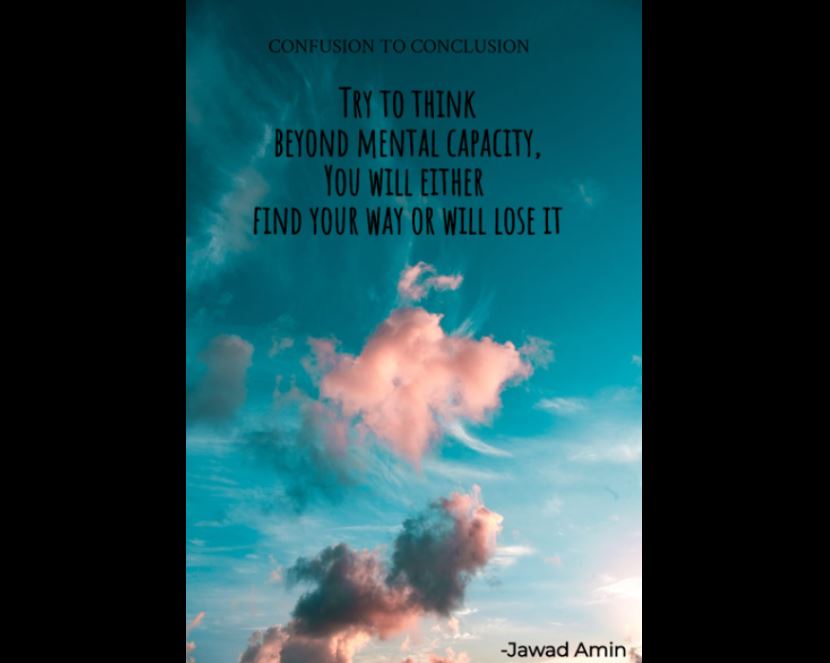 CONFUSION TO CONCLUSION
TRY TO THINK
BEYOND MENTAL CAPACITY,
YOU WILL EITHER
FIND YOUR WAY OR WILL LOSE IT
-Jawad Amin